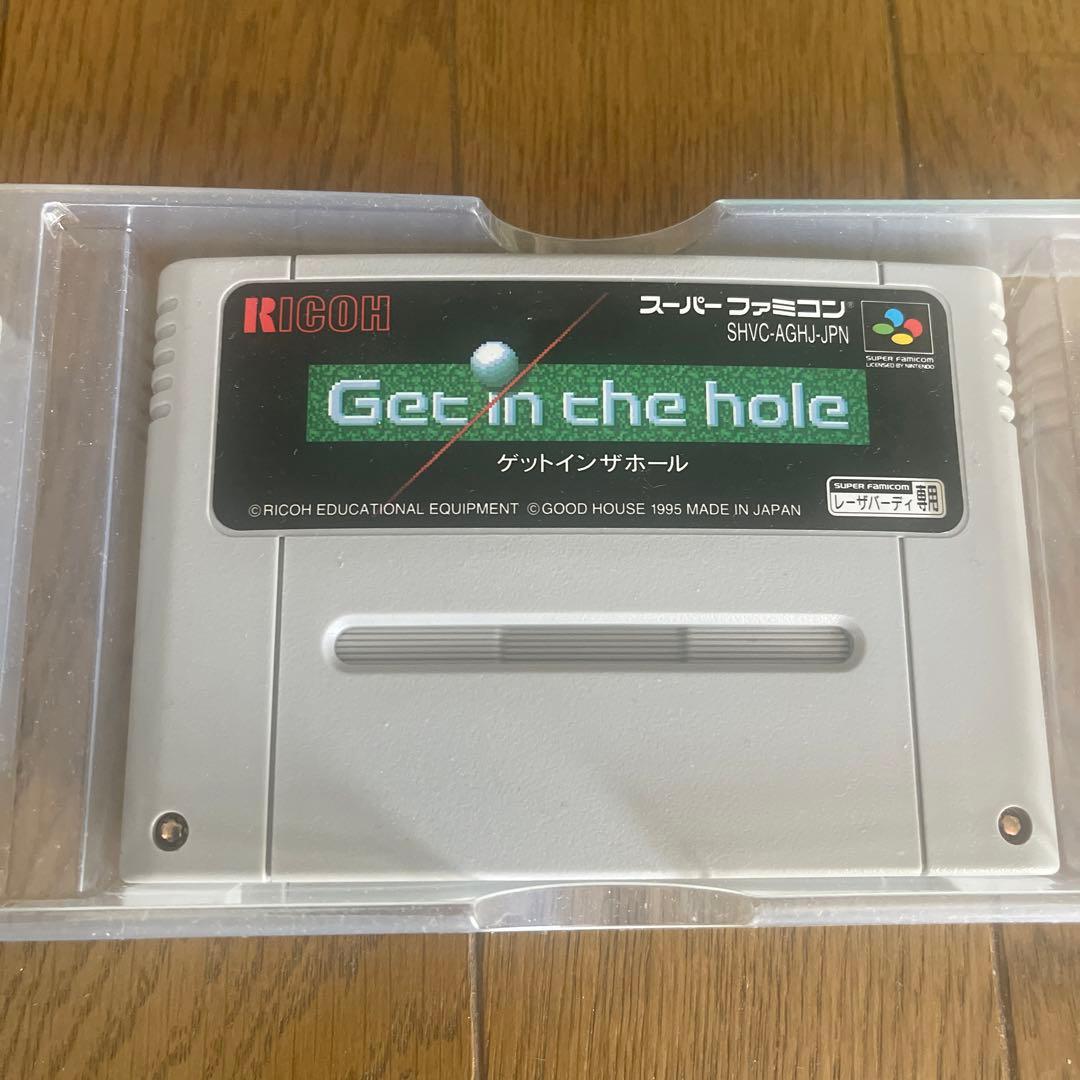 RICOH
スーパーファミコン®
SHVC-AGHJ-JPN
SUPER FAMICOM
LICENSED BY NINTENDO
Get in the hole
ゲットインザホール
SUPER FAMICOM
レーザバーディ専用
©RICOH EDUCATIONAL EQUIPMENT ©GOOD HOUSE 1995 MADE IN JAPAN